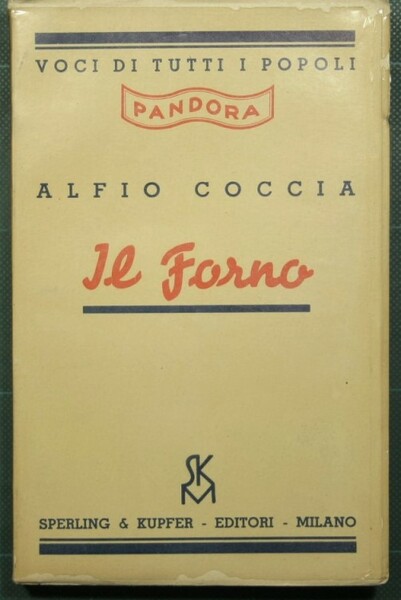 VOCI DI TUTTI I POPOLI
PANDORA
ALFIO COCCIA
Il Forno
SKM
SPERLING & KUPFER - EDITORI - MILANO